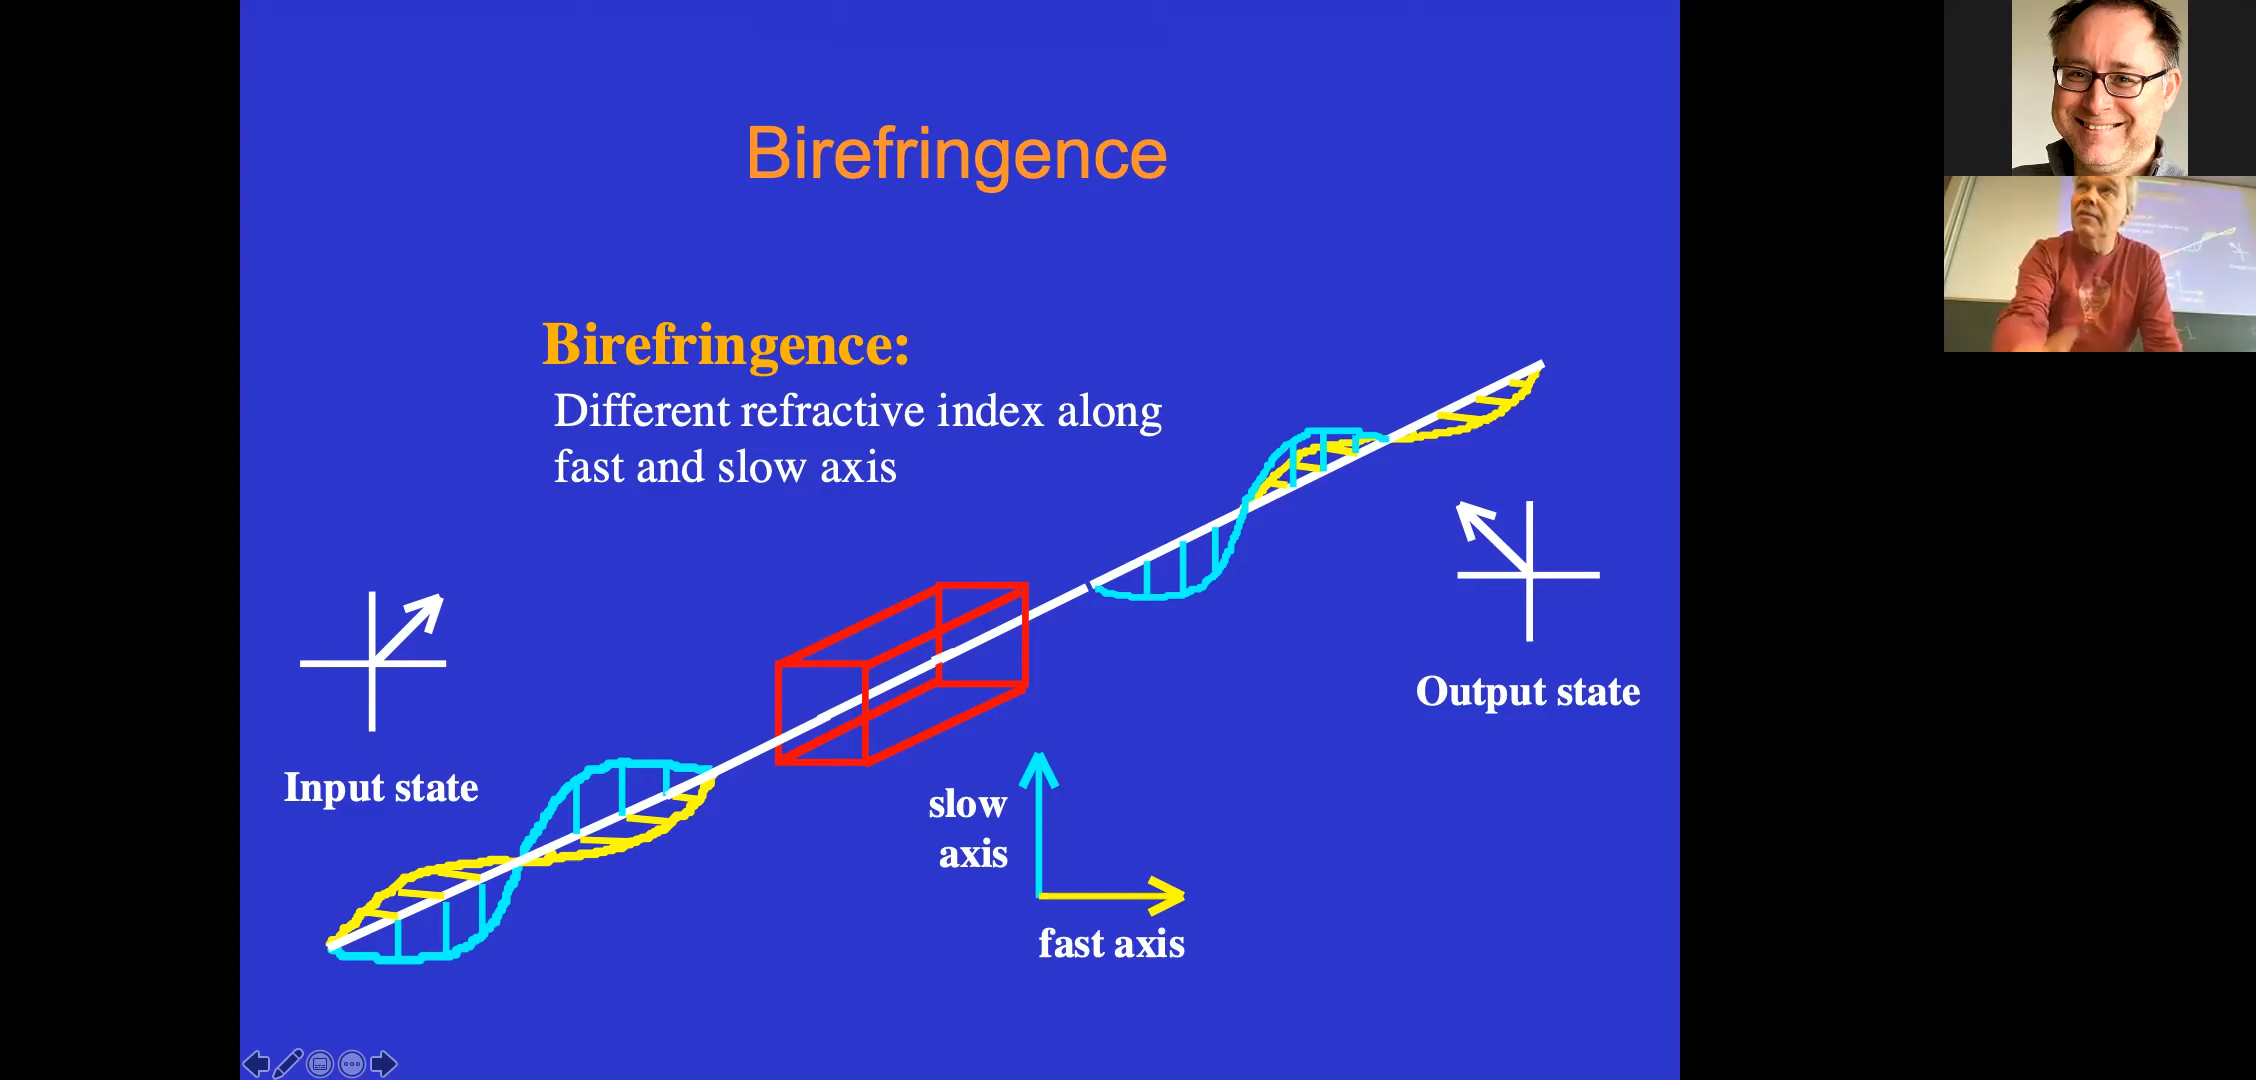 Birefringence
Birefringence:
Different refractive index along
fast and slow axis
Input state
Output state
slow
axis
fast axis